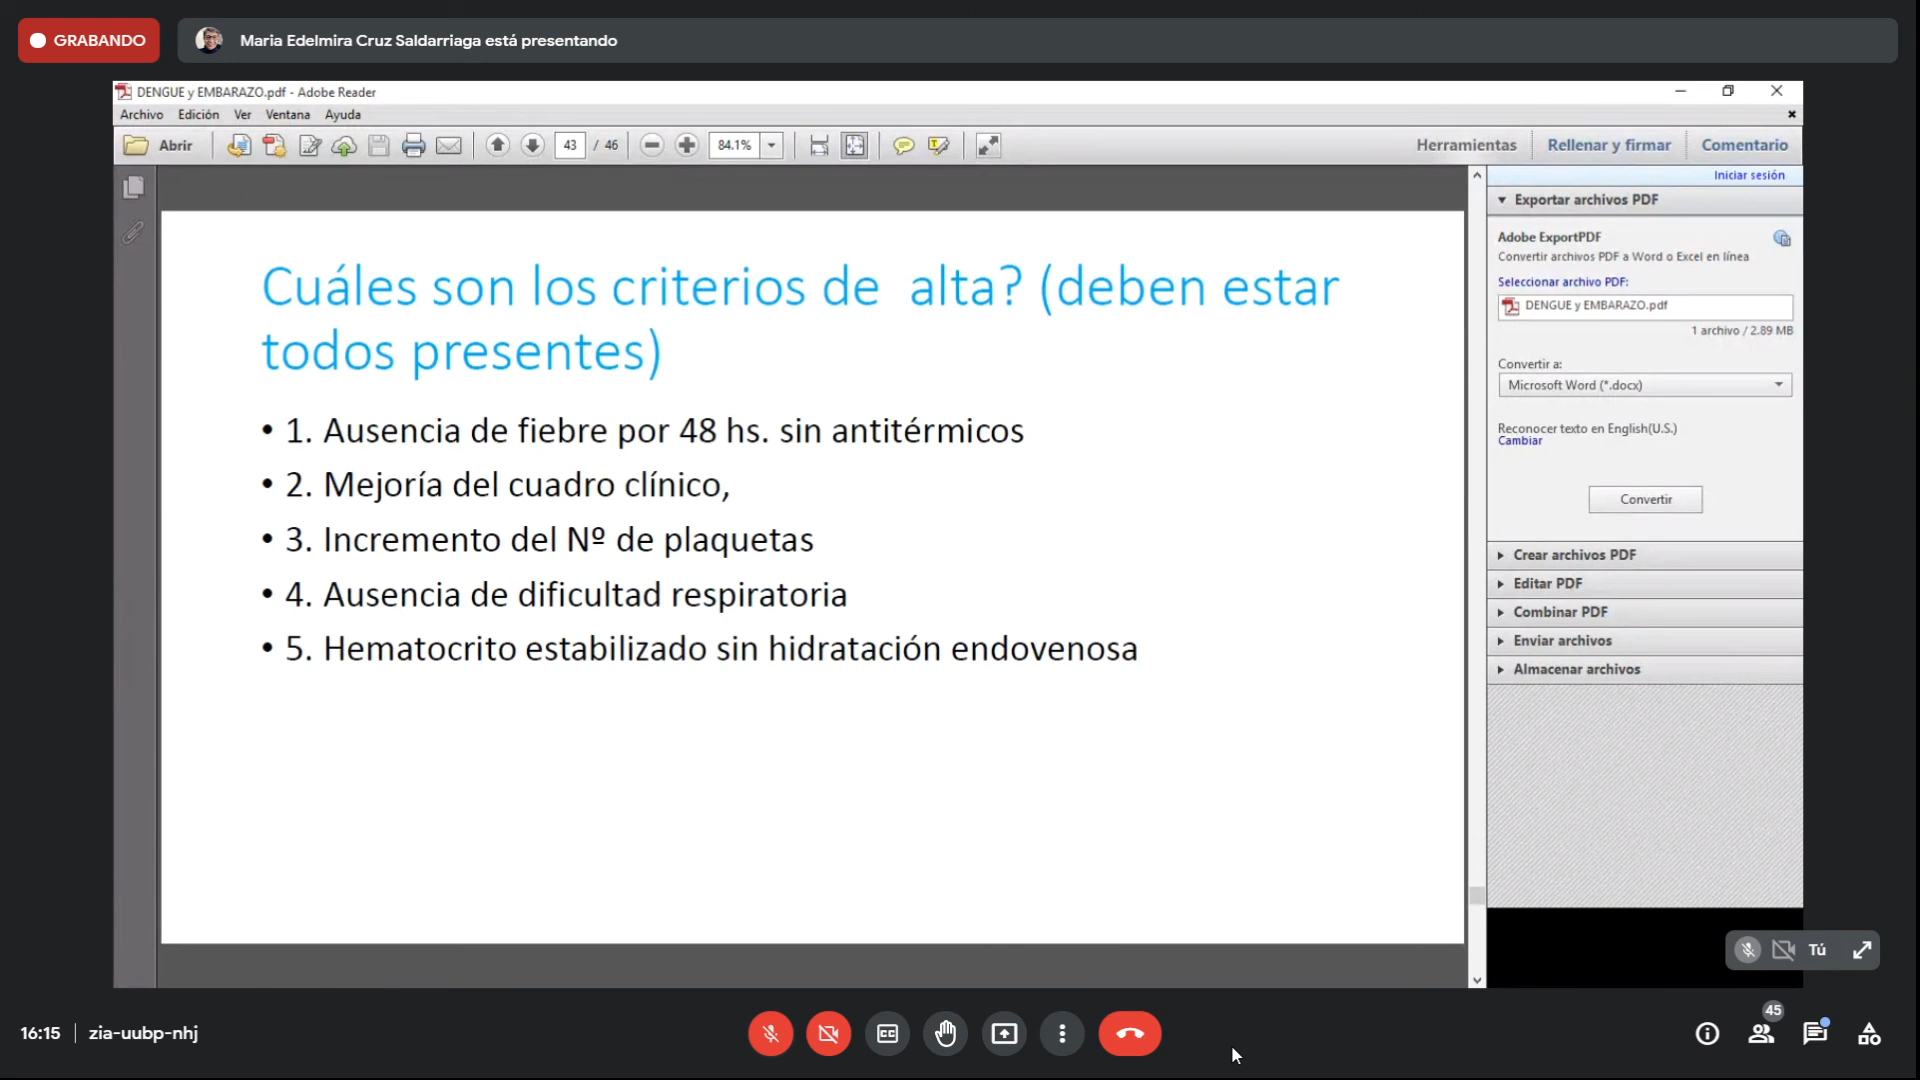 GRABANDO
Maria Edelmira Cruz Saldarriaga está presentando
DENGUE y EMBARAZO.pdf - Adobe Reader
Archivo Edición Ver Ventana Ayuda
Abrir 43 / 46 84.1% Herramientas Rellenar y firmar Comentario
Iniciar sesión
Exportar archivos PDF
Adobe ExportPDF
Convertir archivos PDF a Word o Excel en línea
Seleccionar archivo PDF:
DENGUE y EMBARAZO.pdf
1 archivo / 2.89 MB
Convertir a:
Microsoft Word (*.docx)
Reconocer texto en English(U.S.)
Cambiar
Convertir
Crear archivos PDF
Editar PDF
Combinar PDF
Enviar archivos
Almacenar archivos
Cuáles son los criterios de alta? (deben estar
todos presentes)
• 1. Ausencia de fiebre por 48 hs. sin antitérmicos
• 2. Mejoría del cuadro clínico,
• 3. Incremento del Nº de plaquetas
• 4. Ausencia de dificultad respiratoria
• 5. Hematocrito estabilizado sin hidratación endovenosa
Tú
16:15 | zia-uubp-nhj
CC
45